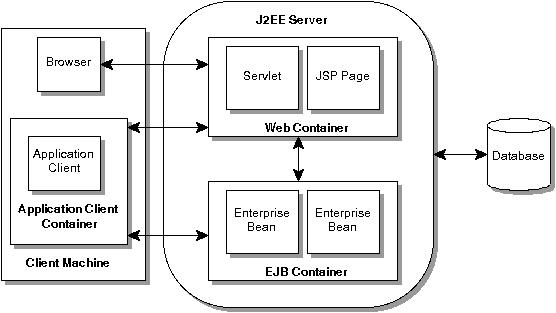 J2EE Server
Browser
Servlet
JSP Page
Web Container
Application
Client
Application Client
Container
Client Machine
Enterprise
Bean
Enterprise
Bean
EJB Container
Database